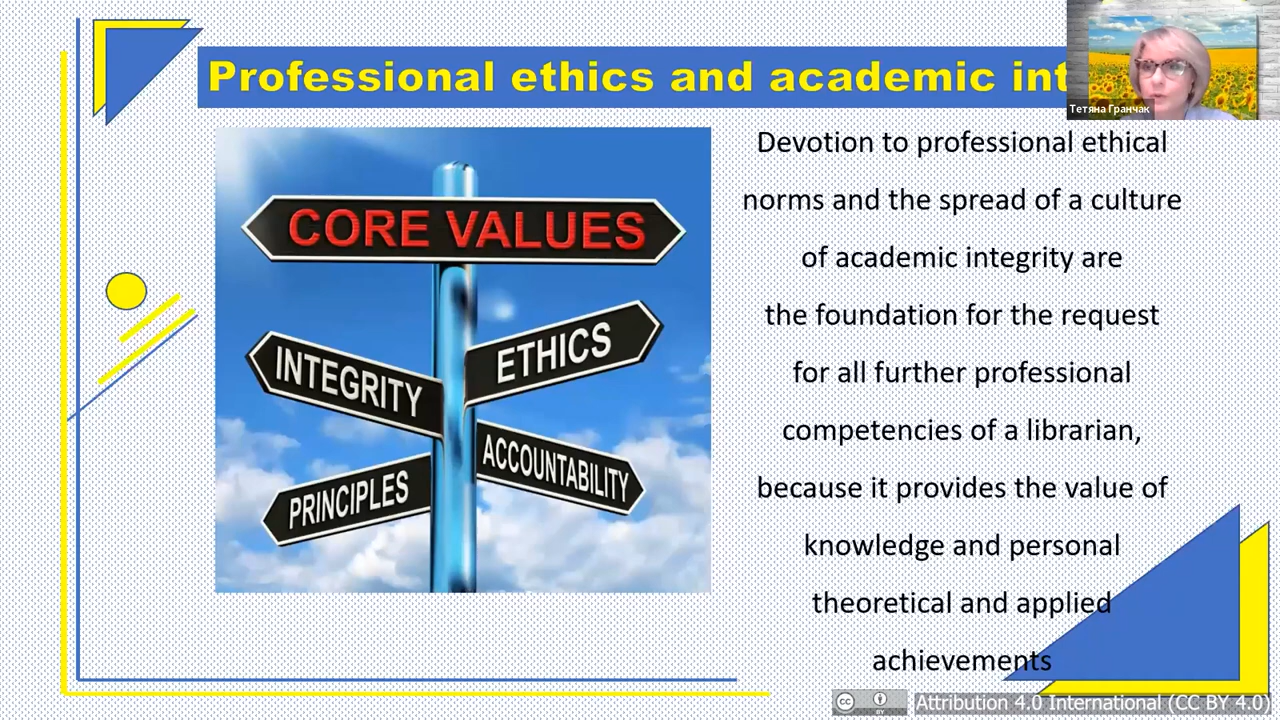 Professional ethics and academic int
Тетяна Гранчак
Devotion to professional ethical
norms and the spread of a culture
of academic integrity are
the foundation for the request
for all further professional
competencies of a librarian,
because it provides the value of
knowledge and personal
theoretical and applied
achievements
CORE VALUES
INTEGRITY
ETHICS
PRINCIPLES
ACCOUNTABILITY
cc BY Attribution 4.0 International (CC BY 4.0)